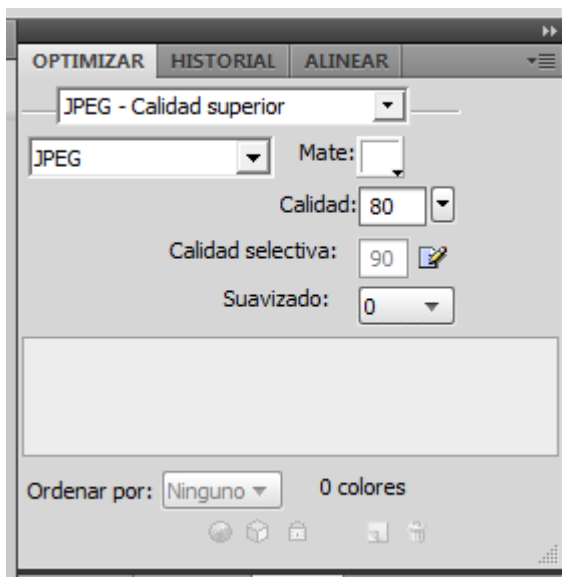 OPTIMIZAR HISTORIAL ALINEAR
JPEG - Calidad superior
JPEG Mate:
Calidad: 80
Calidad selectiva: 90
Suavizado: 0
Ordenar por: Ninguno 0 colores